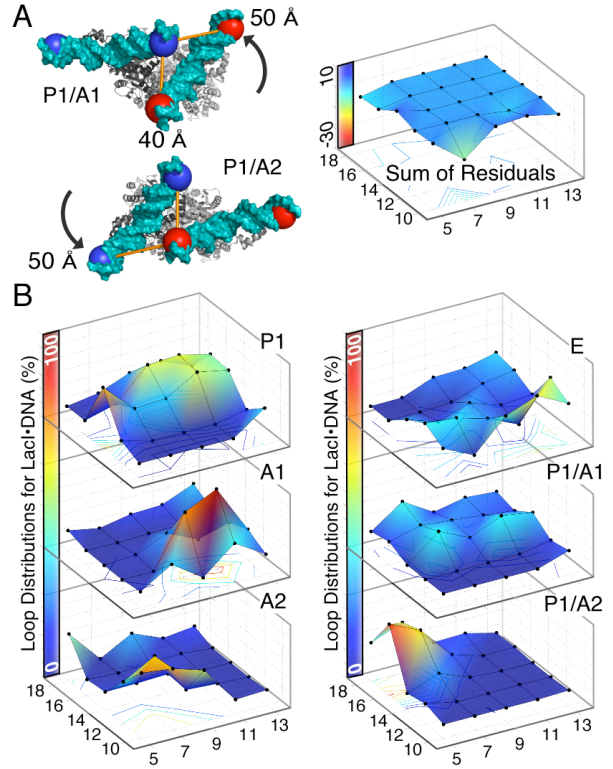 A
50 Å
P1/A1
40 Å
P1/A2
50 Å
10
-30
Sum of Residuals
18
16
14
12
10
5
7
9
11
13
B
Loop Distributions for LacI•DNA (%)
100
0
P1
A1
A2
18
16
14
12
10
5
7
9
11
13
Loop Distributions for LacI•DNA (%)
100
0
E
P1/A1
P1/A2
18
16
14
12
10
5
7
9
11
13